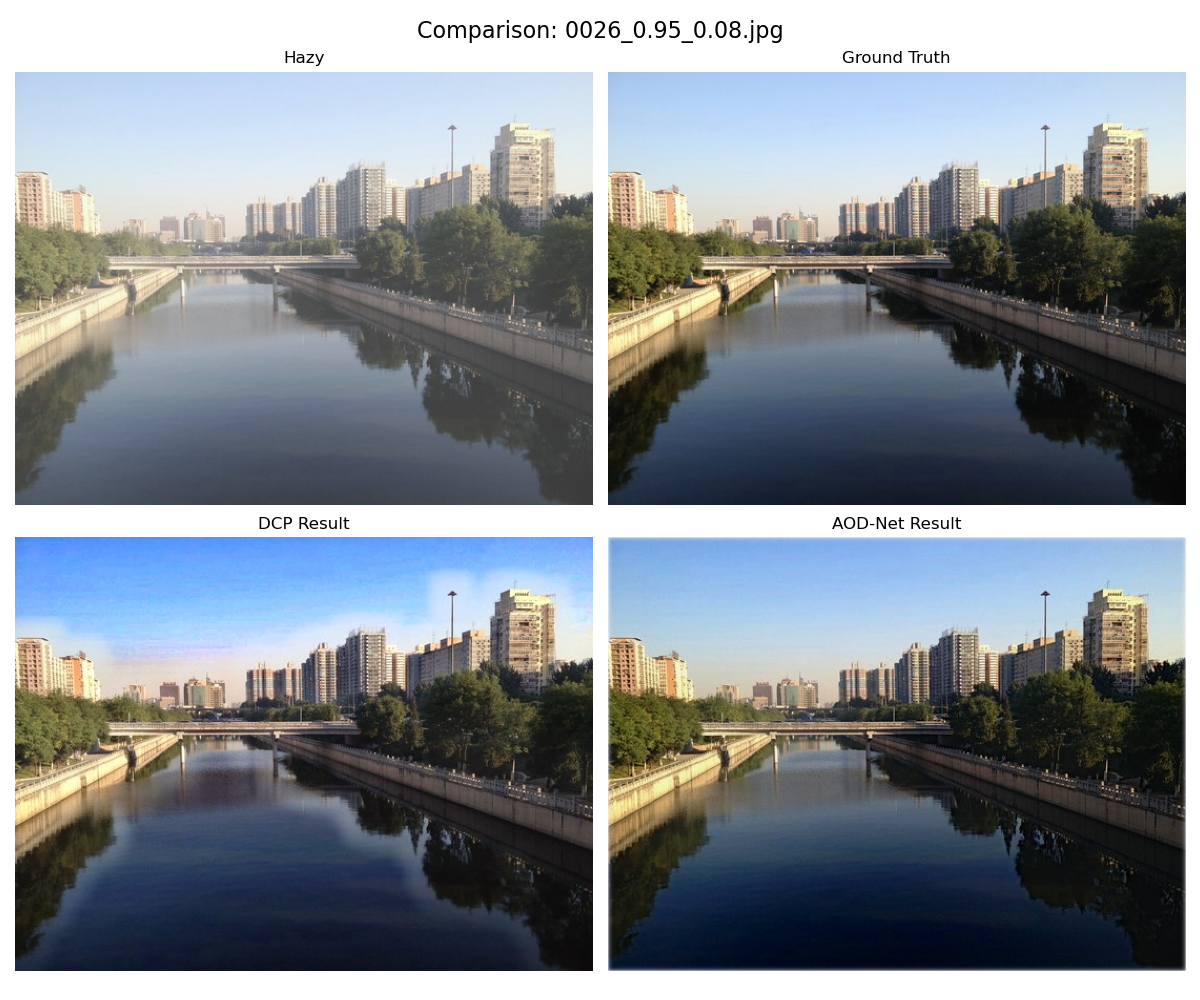 Comparison: 0026_0.95_0.08.jpg
Hazy
Ground Truth
DCP Result
AOD-Net Result